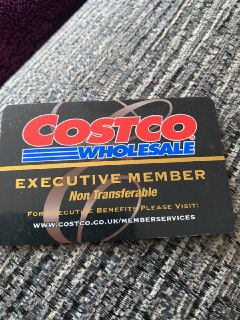 COSTCO
WHOLESALE
EXECUTIVE MEMBER
Non Transferable
FOR EXECUTIVE BENEFITS PLEASE VISIT:
WWW.COSTCO.CO.UK/MEMBERSERVICES